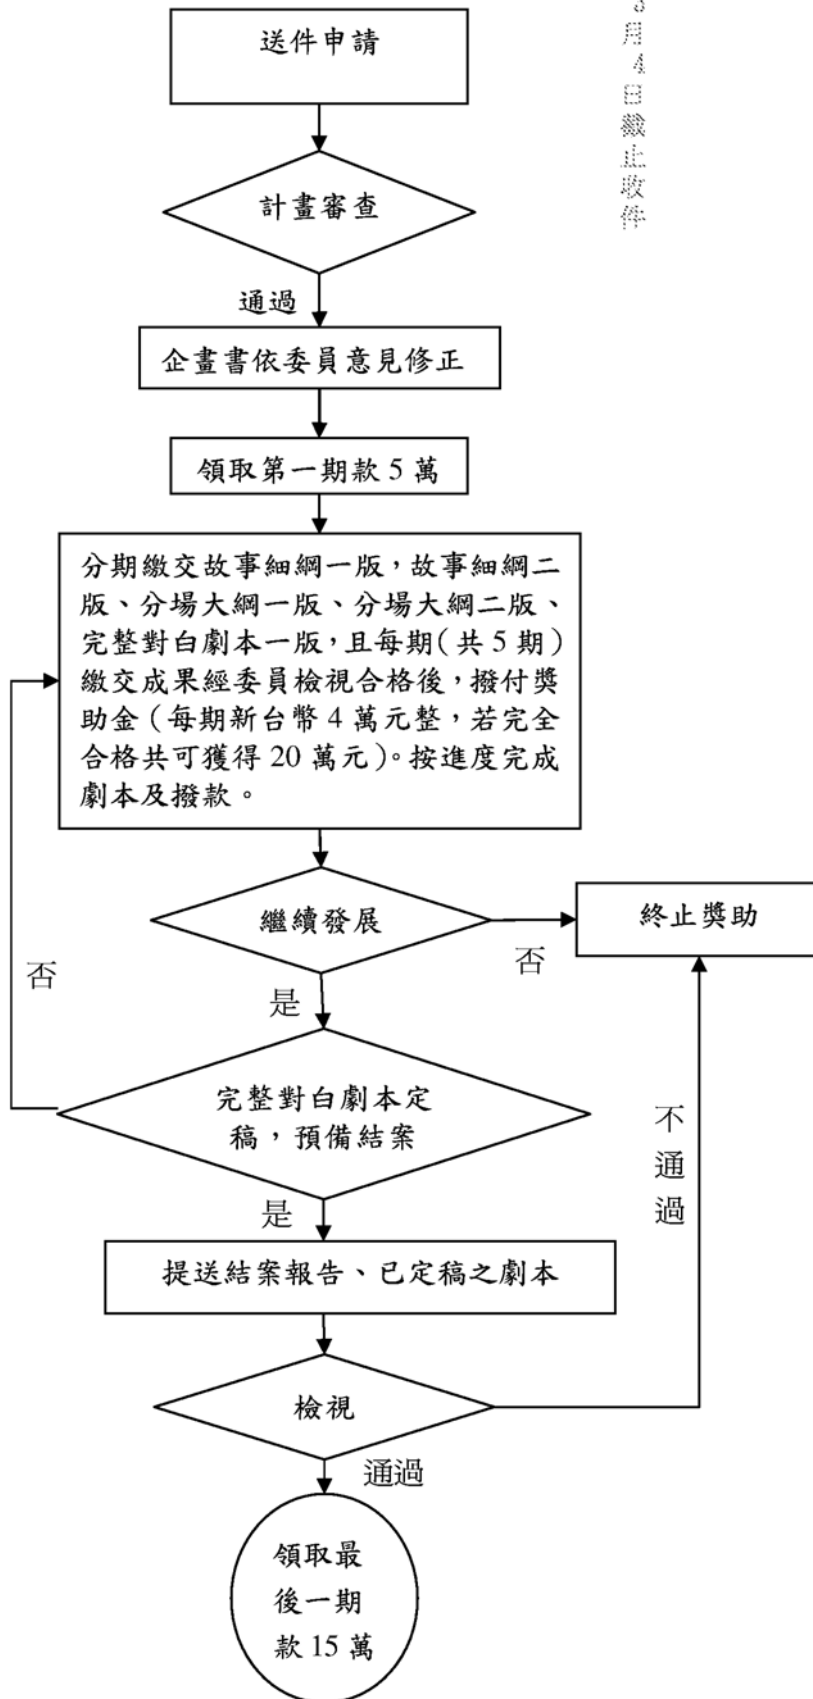 送件申請
月4日截止收件
計畫審查
通過
企畫書依委員意見修正
領取第一期款 5 萬
分期繳交故事細綱一版，故事細綱二
版、分場大綱一版、分場大綱二版、
完整對白劇本一版，且每期（共 5 期）
繳交成果經委員檢視合格後，撥付獎
助金（每期新台幣 4 萬元整，若完全
合格共可獲得 20 萬元）。按進度完成
劇本及撥款。
繼續發展
否
終止獎助
否
是
完整對白劇本定
稿，預備結案
不通過
是
提送結案報告、已定稿之劇本
檢視
通過
領取最
後一期
款 15 萬